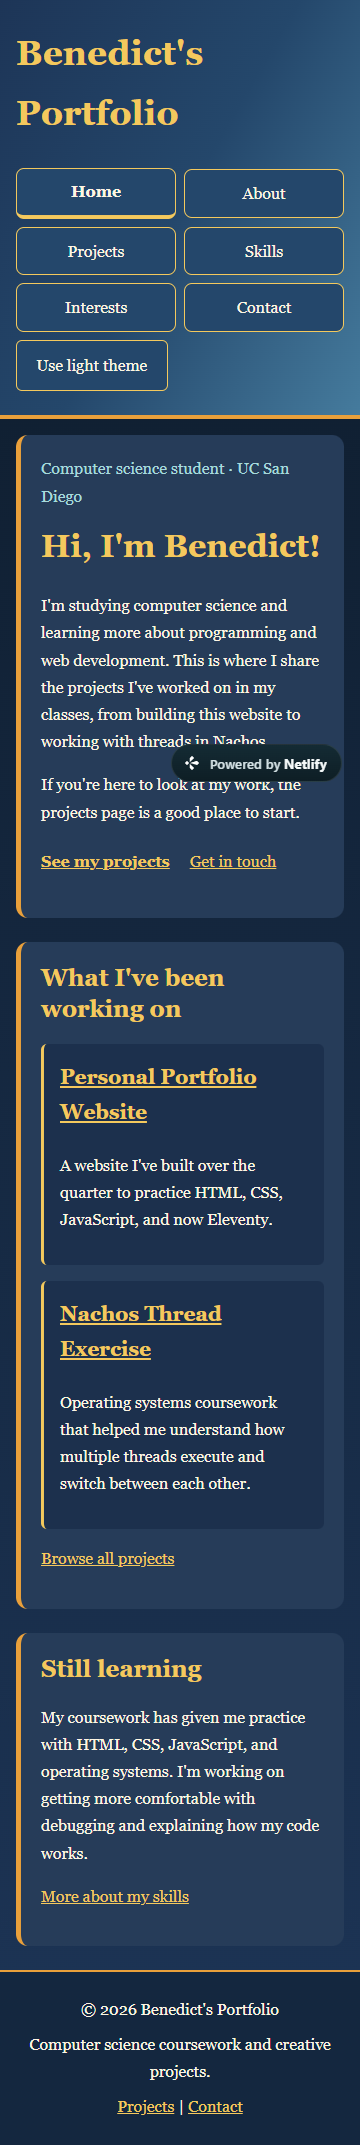 Benedict's
Portfolio
Home
About
Projects
Skills
Interests
Contact
Use light theme
Computer science student · UC San
Diego
Hi, I'm Benedict!
I'm studying computer science and
learning more about programming and
web development. This is where I share
the projects I've worked on in my
classes, from building this website to
working with threads in Nachos.
Powered by Netlify
If you're here to look at my work, the
projects page is a good place to start.
See my projects
Get in touch
What I've been
working on
Personal Portfolio
Website
A website I've built over the
quarter to practice HTML, CSS,
JavaScript, and now Eleventy.
Nachos Thread
Exercise
Operating systems coursework
that helped me understand how
multiple threads execute and
switch between each other.
Browse all projects
Still learning
My coursework has given me practice
with HTML, CSS, JavaScript, and
operating systems. I'm working on
getting more comfortable with
debugging and explaining how my code
works.
More about my skills
© 2026 Benedict's Portfolio
Computer science coursework and creative
projects.
Projects | Contact